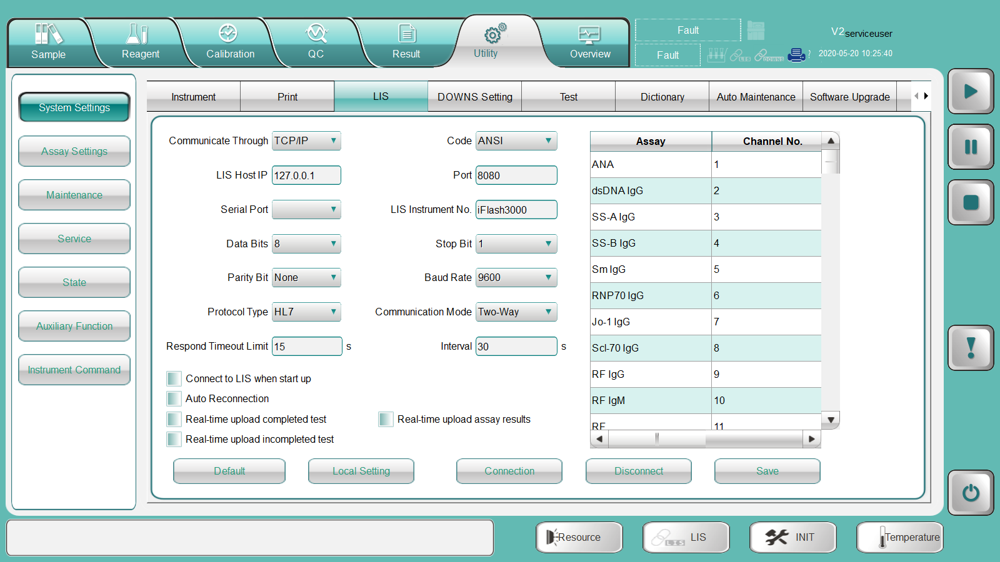 Sample
Reagent
Calibration
QC
Result
Utility
Overview
Fault
Fault
V2serviceuser
2020-05-20 10:25:40
LIS
DOWNS
System Settings
Assay Settings
Maintenance
Service
State
Auxiliary Function
Instrument Command
Instrument
Print
LIS
DOWNS Setting
Test
Dictionary
Auto Maintenance
Software Upgrade
Communicate Through TCP/IP
Code ANSI
LIS Host IP 127.0.0.1
Port 8080
Serial Port
LIS Instrument No. iFlash3000
Data Bits 8
Stop Bit 1
Parity Bit None
Baud Rate 9600
Protocol Type HL7
Communication Mode Two-Way
Respond Timeout Limit 15 s
Interval 30 s
Connect to LIS when start up
Auto Reconnection
Real-time upload completed test
Real-time upload assay results
Real-time upload incompleted test
Assay Channel No.
ANA 1
dsDNA IgG 2
SS-A IgG 3
SS-B IgG 4
Sm IgG 5
RNP70 IgG 6
Jo-1 IgG 7
Scl-70 IgG 8
RF IgG 9
RF IgM 10
RF 11
Default
Local Setting
Connection
Disconnect
Save
Resource
LIS
LIS
INIT
Temperature